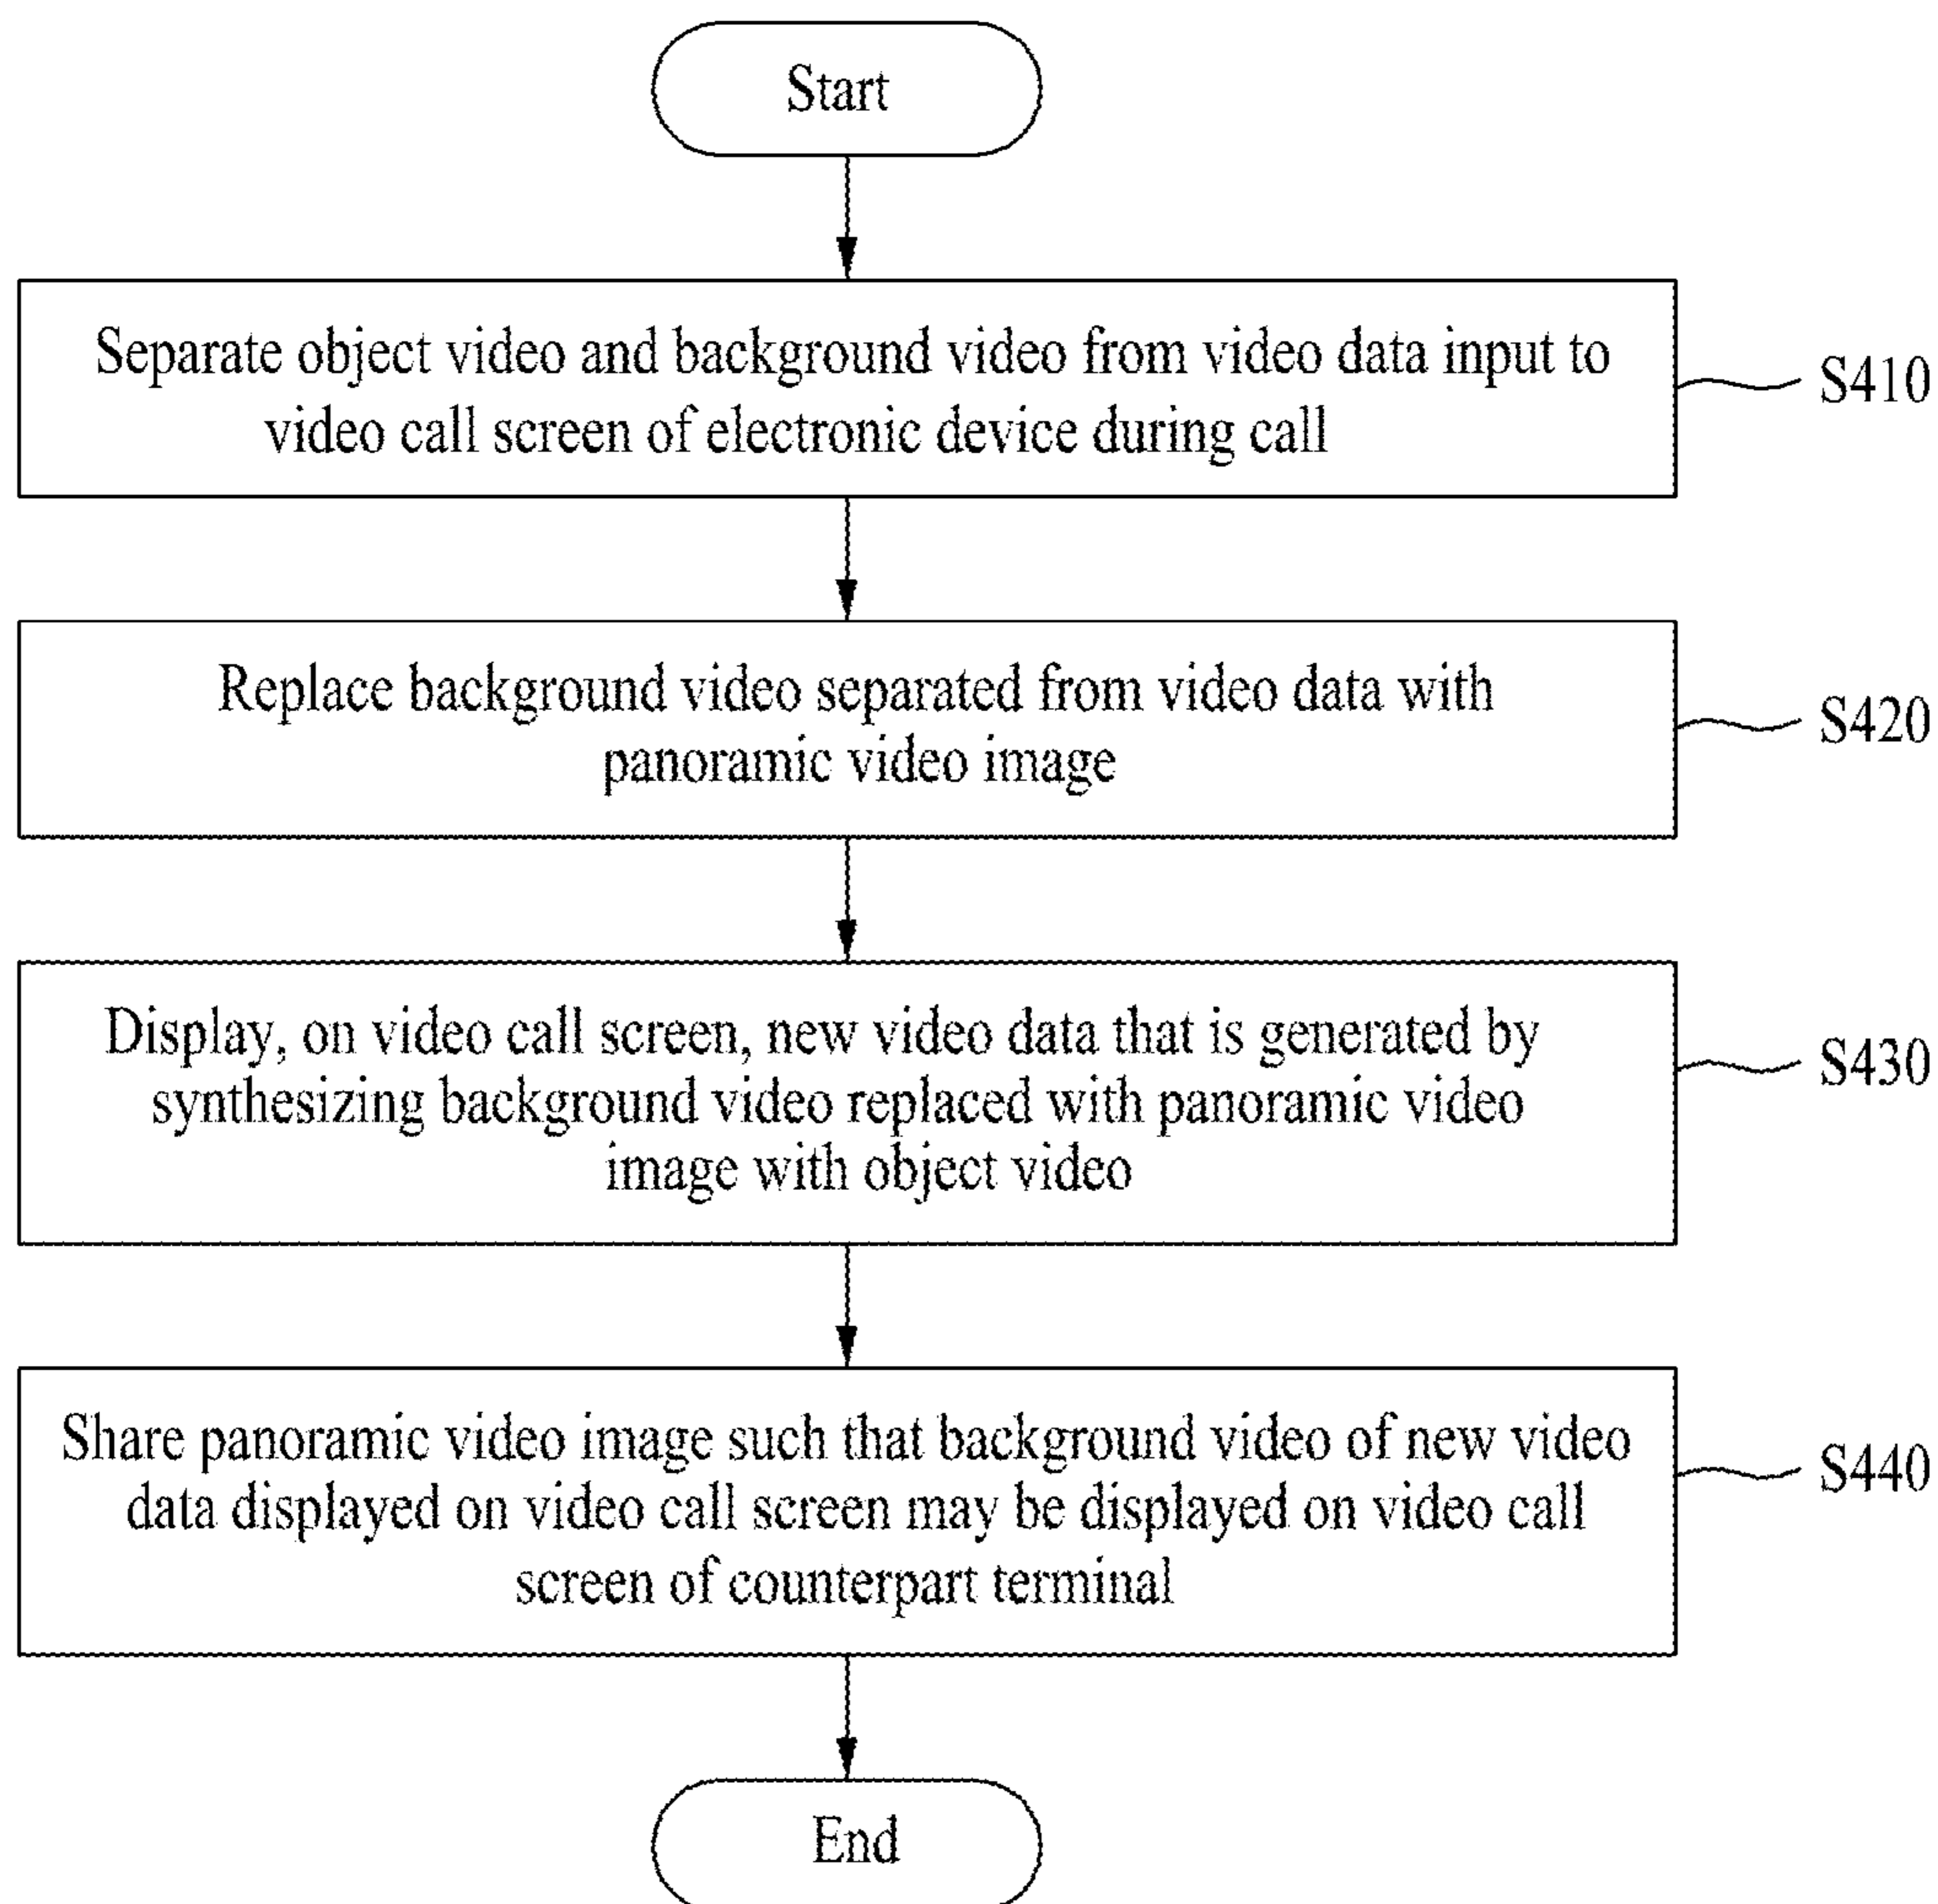 Start
Separate object video and background video from video data input to
video call screen of electronic device during call
S410
Replace background video separated from video data with
panoramic video image
S420
Display, on video call screen, new video data that is generated by
synthesizing background video replaced with panoramic video
image with object video
S430
Share panoramic video image such that background video of new video
data displayed on video call screen may be displayed on video call
screen of counterpart terminal
S440
End